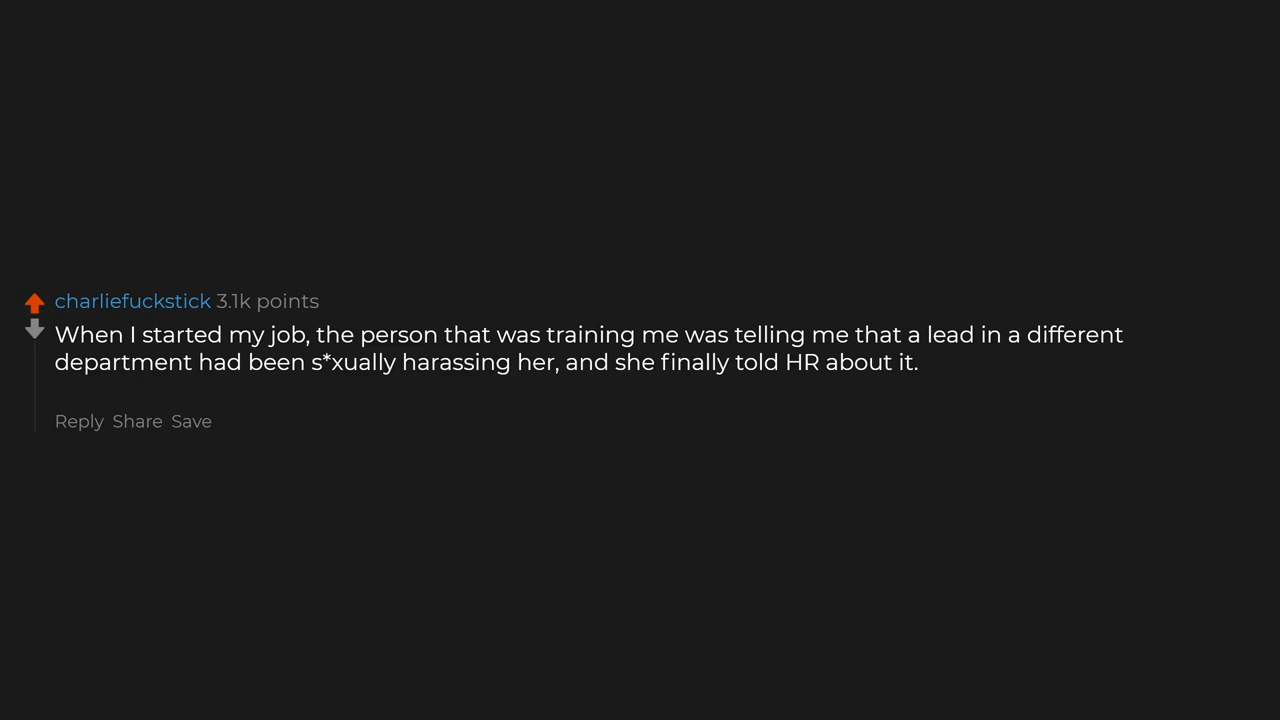 charliefuckstick 3.1k points
When I started my job, the person that was training me was telling me that a lead in a different
department had been s*xually harassing her, and she finally told HR about it.
Reply Share Save